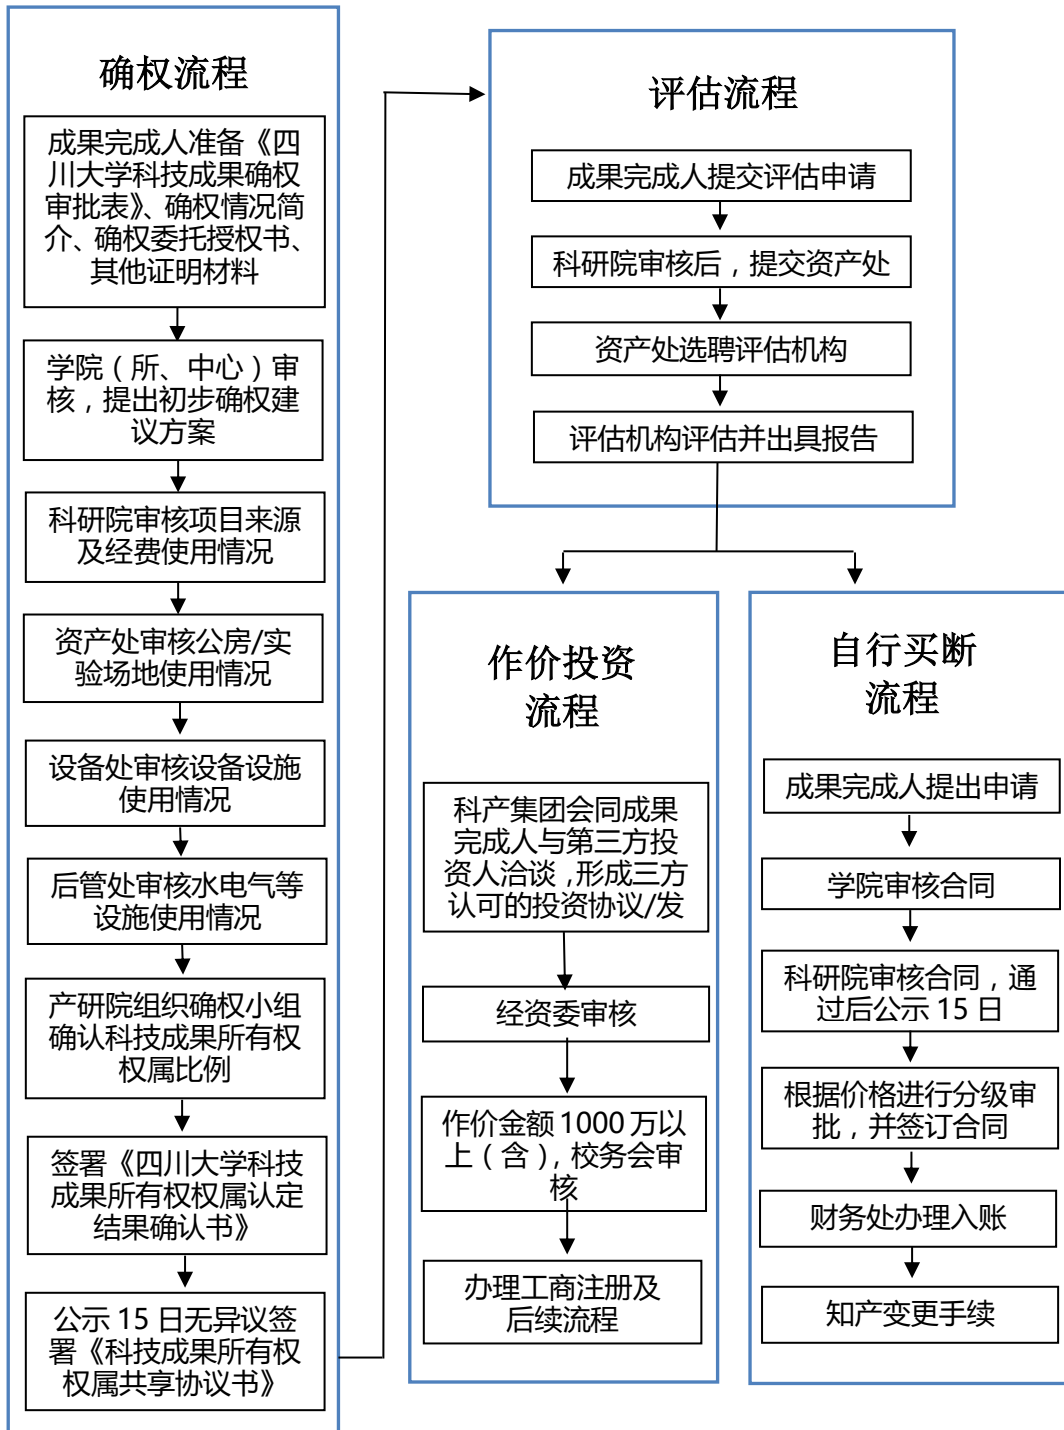 确权流程
成果完成人准备《四
川大学科技成果确权
审批表》、确权情况简
介、确权委托授权书、
其他证明材料
学院（所、中心）审
核，提出初步确权建
议方案
科研院审核项目来源
及经费使用情况
资产处审核公房/实
验场地使用情况
设备处审核设备设施
使用情况
后管处审核水电气等
设施使用情况
产研院组织确权小组
确认科技成果所有权
权属比例
签署《四川大学科技
成果所有权权属认定
结果确认书》
公示 15 日无异议签
署《科技成果所有权
权属共享协议书》
评估流程
成果完成人提交评估申请
科研院审核后，提交资产处
资产处选聘评估机构
评估机构评估并出具报告
作价投资
流程
科产集团会同成果
完成人与第三方投
资人洽谈，形成三方
认可的投资协议/发
经资委审核
作价金额 1000 万以
上（含），校务会审
核
办理工商注册及
后续流程
自行买断
流程
成果完成人提出申请
学院审核合同
科研院审核合同，通
过后公示 15 日
根据价格进行分级审
批，并签订合同
财务处办理入账
知产变更手续